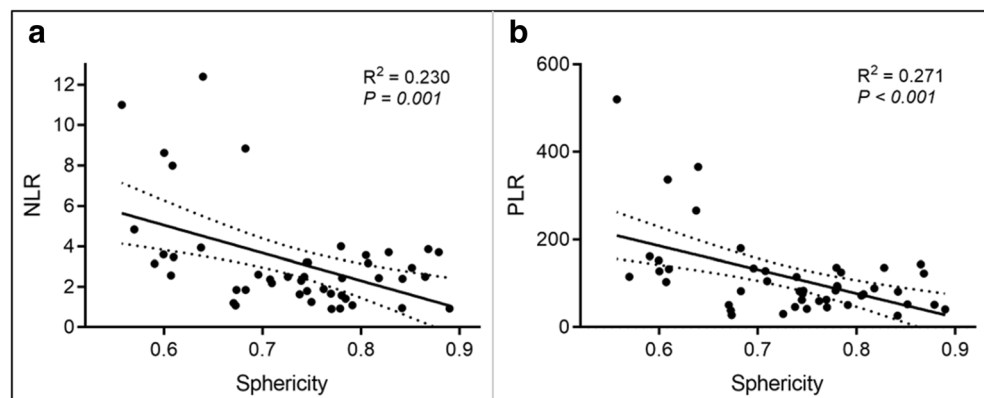 a
R² = 0.230
P = 0.001
NLR
12
10
8
6
4
2
0
0.6 0.7 0.8 0.9
Sphericity
b
R² = 0.271
P < 0.001
PLR
600
400
200
0
0.6 0.7 0.8 0.9
Sphericity